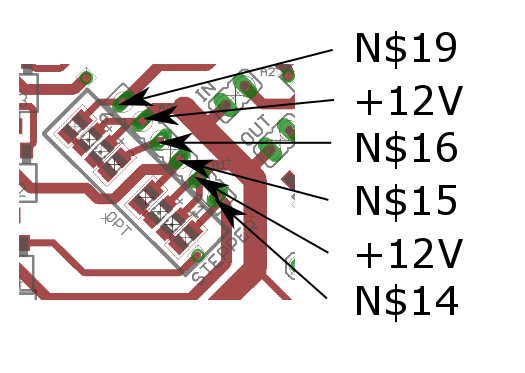 N$19
+12V
N$16
N$15
+12V
N$14
IN
OUT
OPT
STEPPER